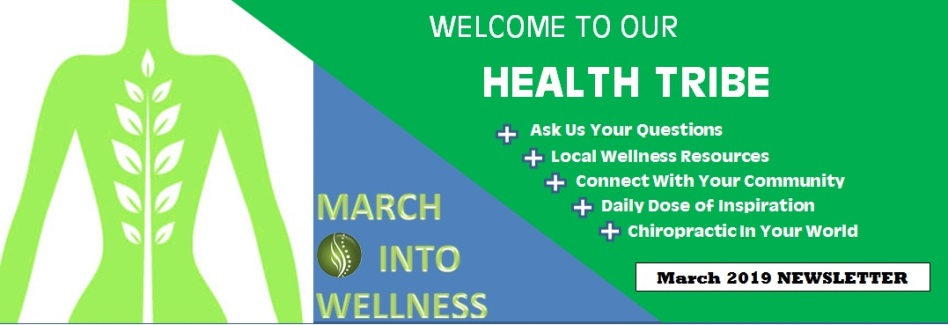 WELCOME TO OUR
HEALTH TRIBE
Ask Us Your Questions
Local Wellness Resources
Connect With Your Community
Daily Dose of Inspiration
Chiropractic In Your World
MARCH
INTO
WELLNESS
March 2019 NEWSLETTER